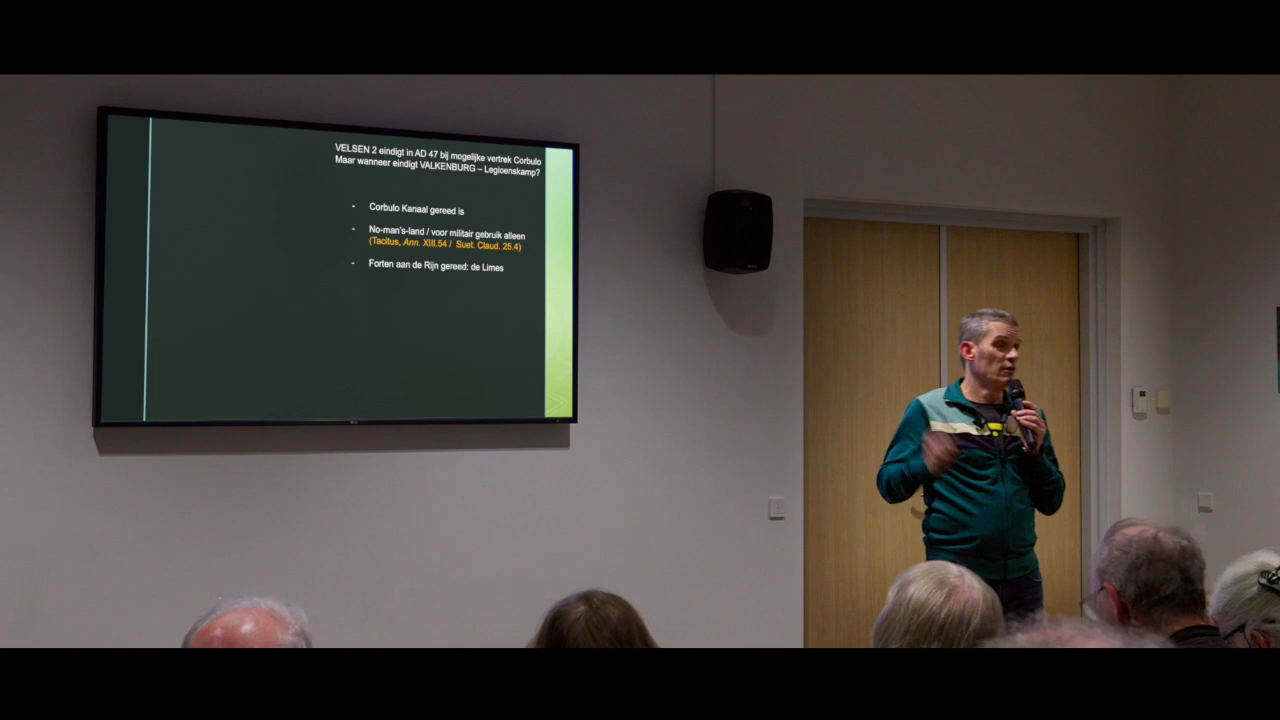 VELSEN 2 eindigt in AD 47 bij mogelijke vertrek Corbulo
Maar wanneer eindigt VALKENBURG – Legioenskamp?
- Corbulo Kanaal gereed is
- No-man's-land / voor militair gebruik alleen
(Tacitus, Ann. XIII.54 / Suet. Claud. 25.4)
- Forten aan de Rijn gereed: de Limes